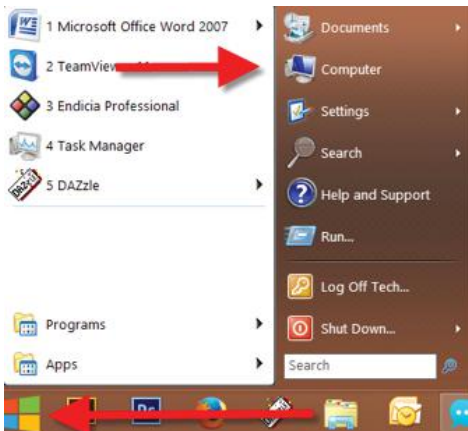 1 Microsoft Office Word 2007
2 TeamView
3 Endicia Professional
4 Task Manager
5 DAZzle
Programs
Apps
Documents
Computer
Settings
Search
Help and Support
Run...
Log Off Tech...
Shut Down...
Search